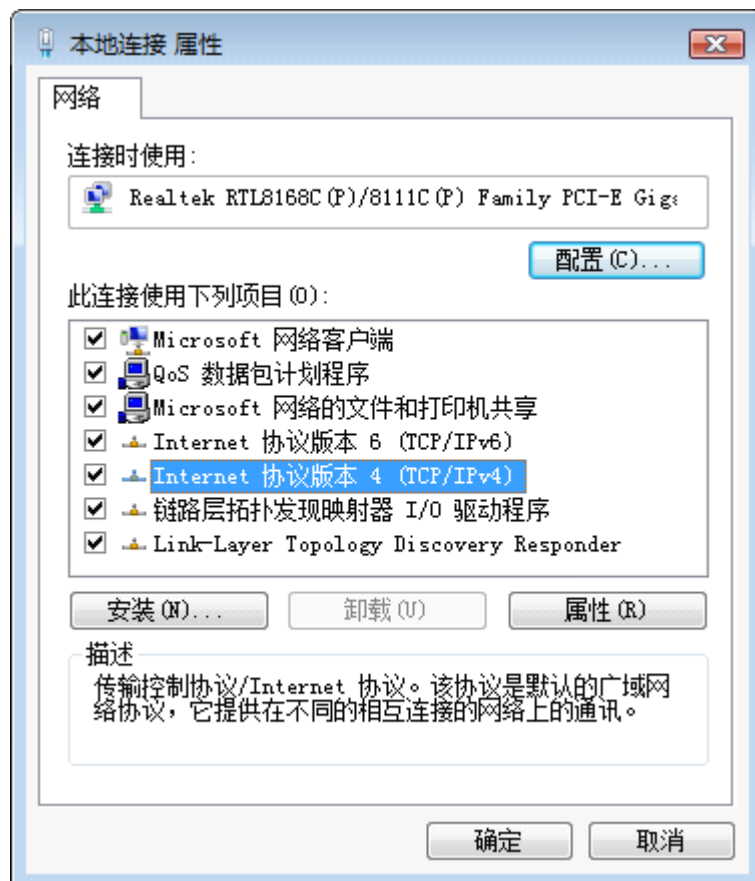 本地连接 属性
网络
连接时使用:
Realtek RTL8168C(P)/8111C(P) Family PCI-E Giga
配置(C)...
此连接使用下列项目(O):
Microsoft 网络客户端
QoS 数据包计划程序
Microsoft 网络的文件和打印机共享
Internet 协议版本 6 (TCP/IPv6)
Internet 协议版本 4 (TCP/IPv4)
链路层拓扑发现映射器 I/O 驱动程序
Link-Layer Topology Discovery Responder
安装(N)... 卸载(U) 属性(R)
描述
传输控制协议/Internet 协议。该协议是默认的广域网
络协议，它提供在不同的相互连接的网络上的通讯。
确定 取消